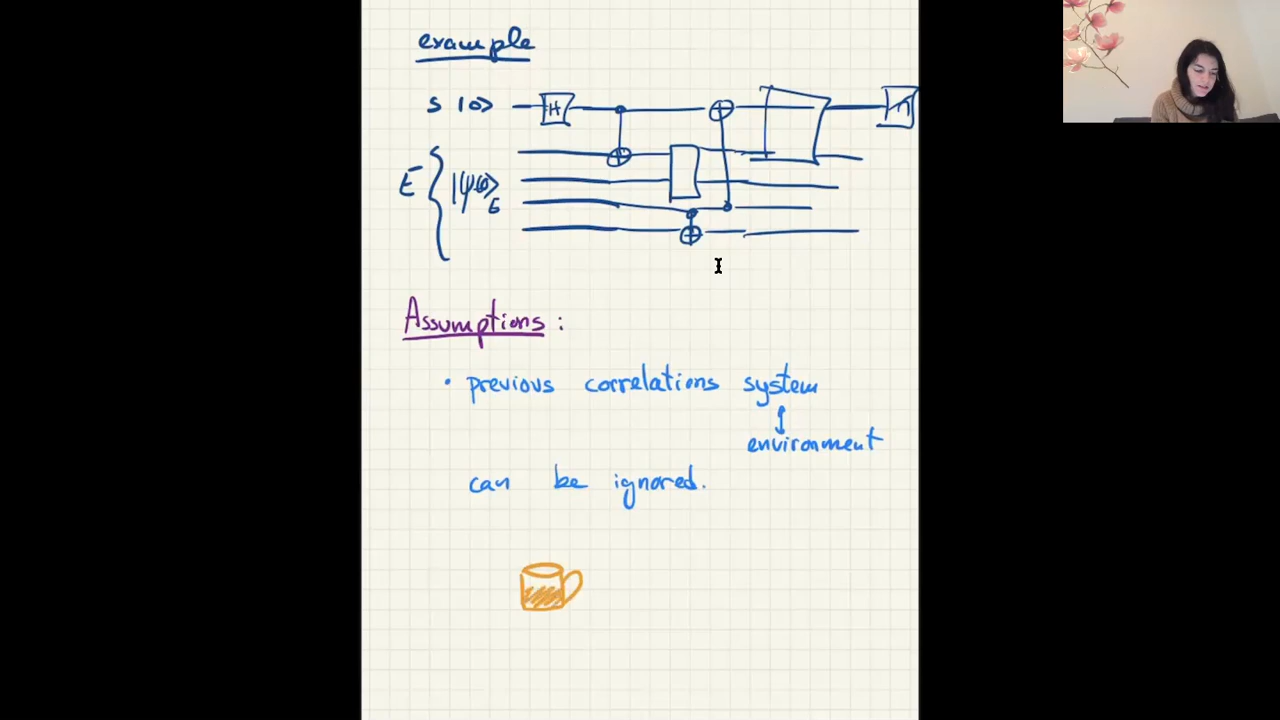 example
S |0> H
E { |ψ0>E
Assumptions :
• previous correlations system
↕
environment
can be ignored.